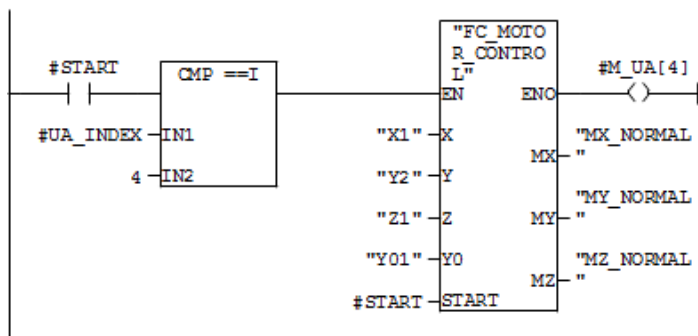 "FC_MOTO
R_CONTRO
L"
#START
CMP ==I
#M_UA[4]
EN
ENO
#UA_INDEX
IN1
"X1"
X
"MX_NORMAL
MX
"
4
IN2
"Y2"
Y
"MY_NORMAL
"Z1"
Z
MY
"
"Y01"
Y0
"MZ_NORMAL
MZ
"
#START
START